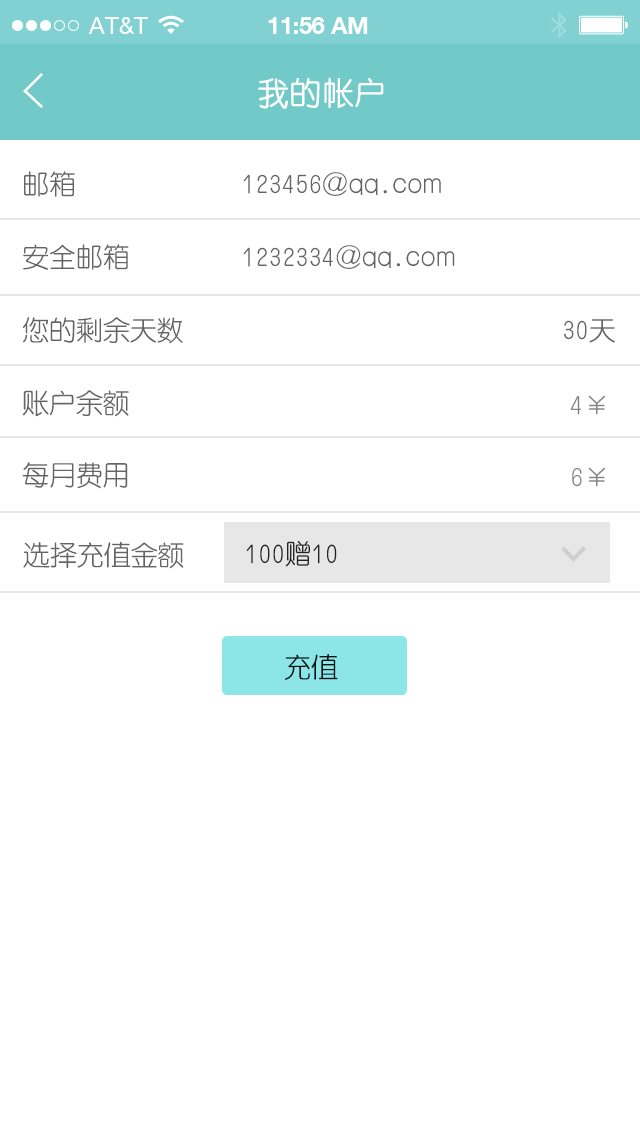 AT&T 11:56 AM
我的帐户
邮箱 123456@qq.com
安全邮箱 1232334@qq.com
您的剩余天数 30天
账户余额 4¥
每月费用 6¥
选择充值金额 100赠10
充值